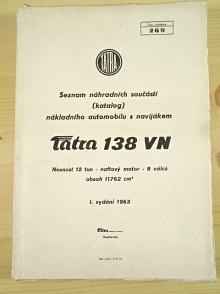 TATRA
269
Seznam náhradních součástí
(katalog)
nákladního automobilu s navijákem
Tatra 138 VN
Nosnost 12 tun - naftový motor - 8 válců
obsah 11762 cm³
I. vydání 1963